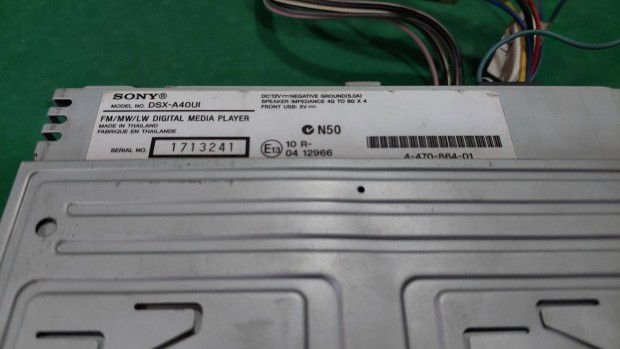 SONY®
MODEL NO. DSX-A40UI
FM/MW/LW DIGITAL MEDIA PLAYER
MADE IN THAILAND
FABRIQUÉ EN THAÏLANDE
SERIAL NO. 1713241
DC12V⎓NEGATIVE GROUND(5.0A)
SPEAKER IMPEDANCE 4Ω TO 8Ω X 4
FRONT USB: 5V⎓
N50
E13 10 R-
04 12966
4-470-864-01